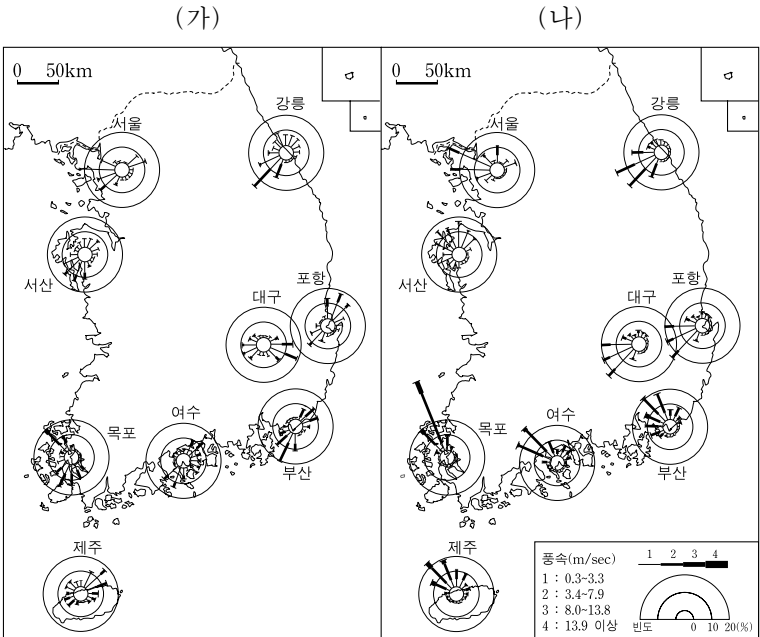 (가)
(나)
0 50km
서울
강릉
서산
대구
포항
목포
여수
부산
제주
0 50km
서울
강릉
서산
대구
포항
목포
여수
부산
제주
풍속(m/sec)
1 : 0.3~3.3
2 : 3.4~7.9
3 : 8.0~13.8
4 : 13.9 이상
1 2 3 4
빈도 0 10 20(%)